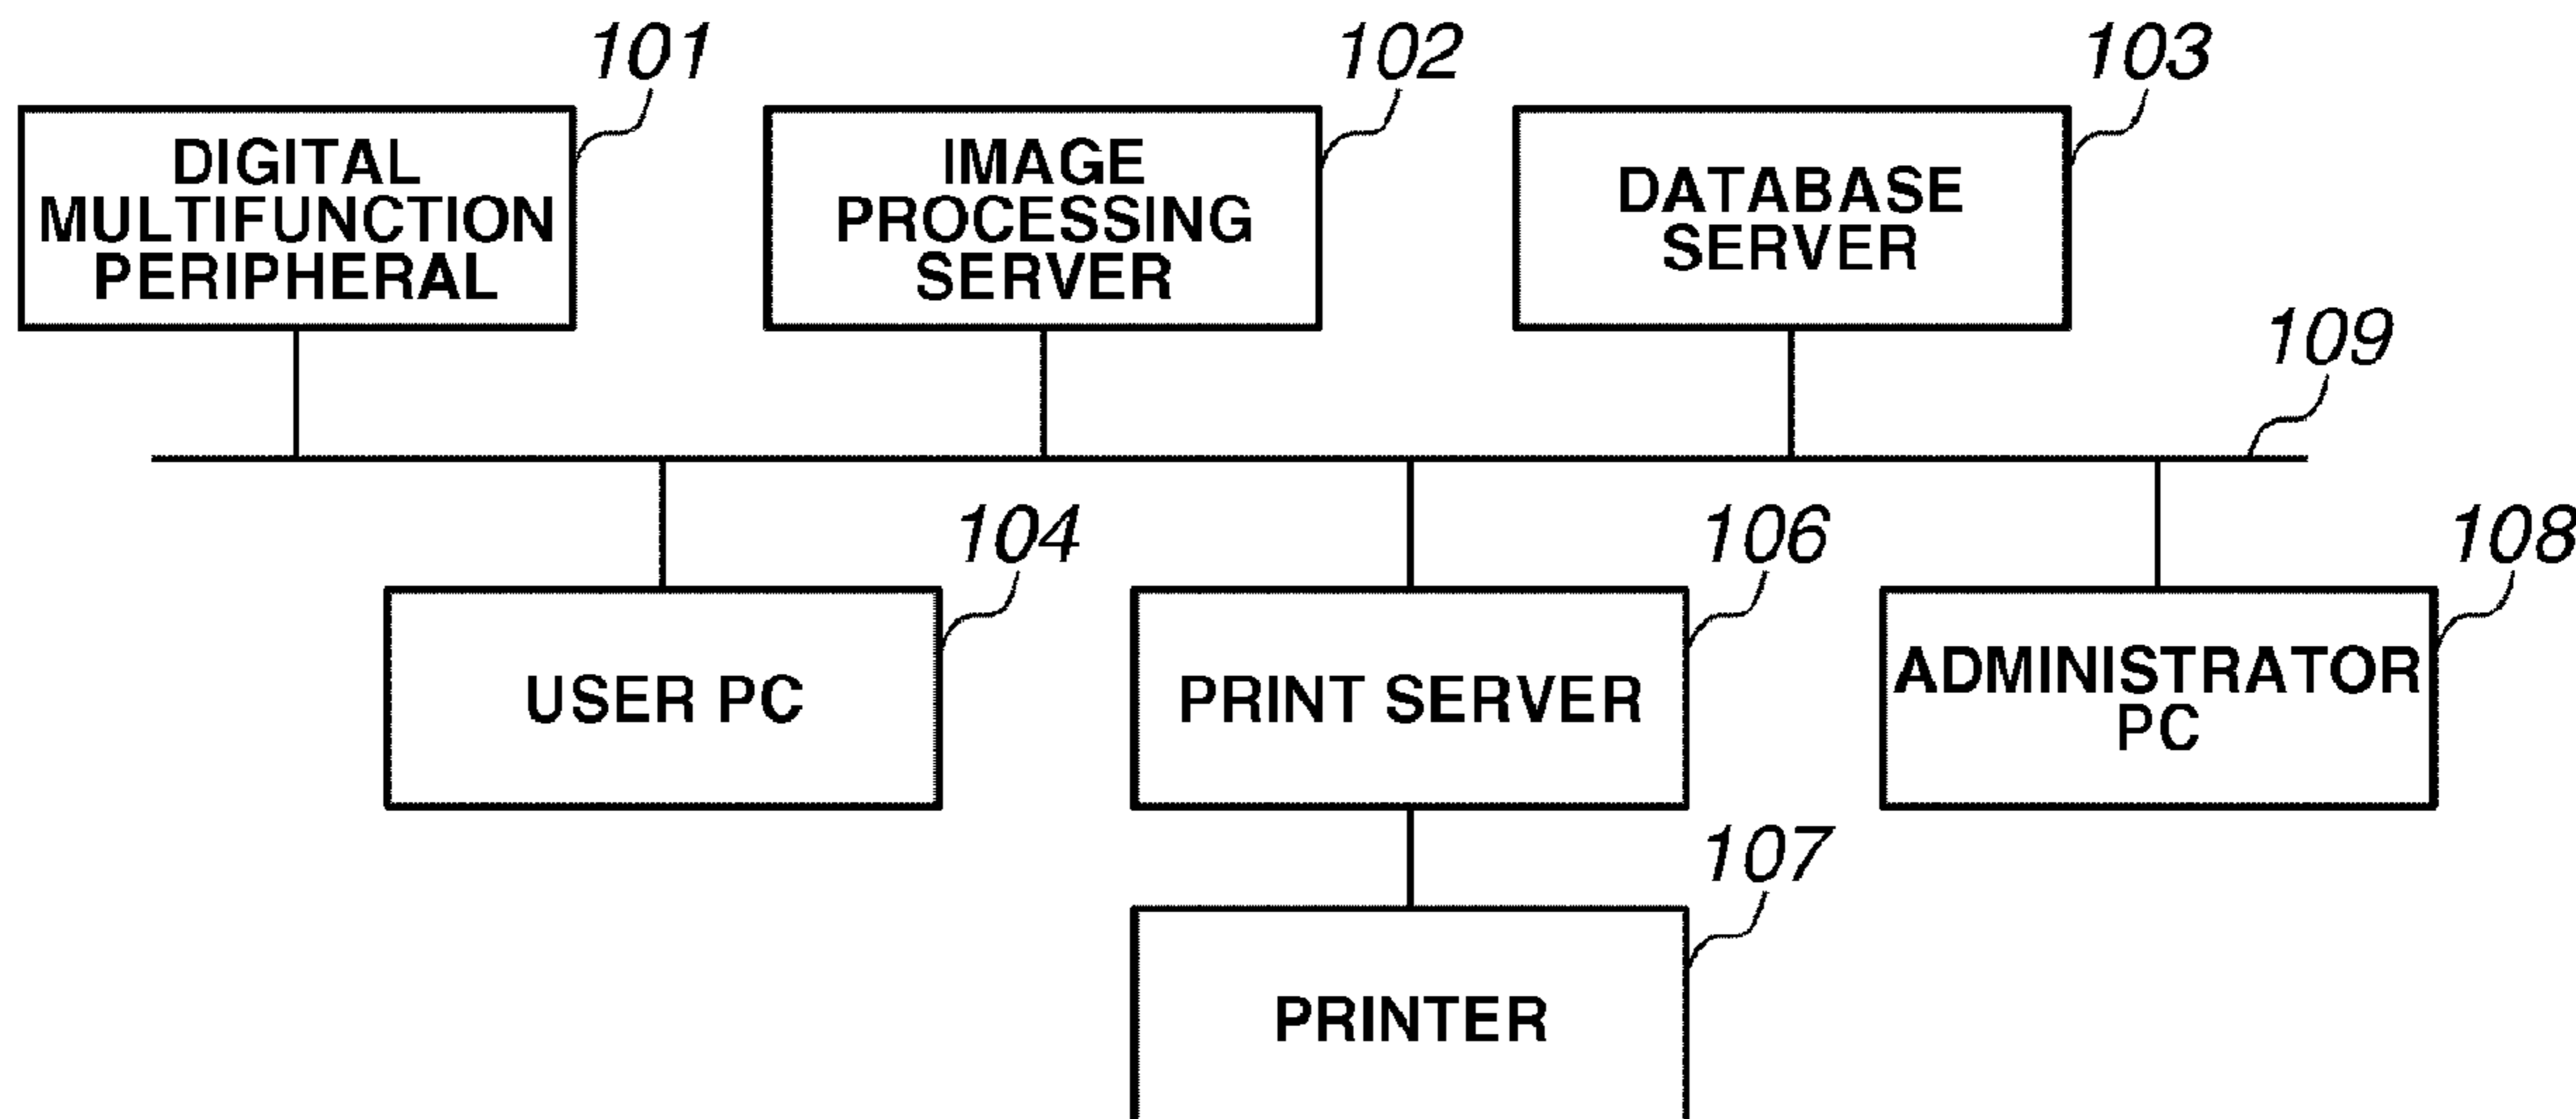 101
102
103
DIGITAL
MULTIFUNCTION
PERIPHERAL
IMAGE
PROCESSING
SERVER
DATABASE
SERVER
109
104
106
108
USER PC
PRINT SERVER
ADMINISTRATOR
PC
107
PRINTER